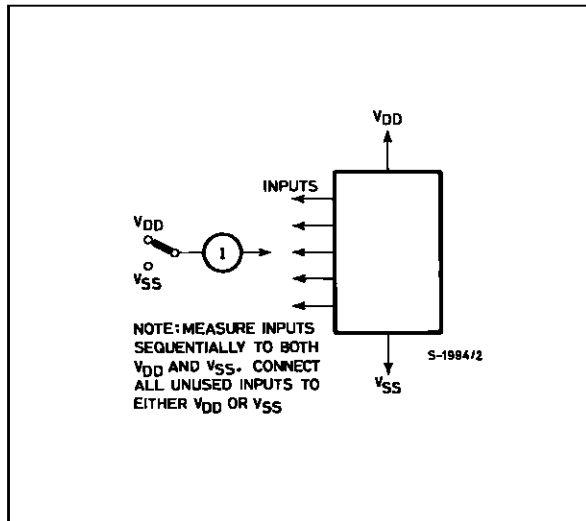 VDD
INPUTS
VDD
1
VSS
NOTE: MEASURE INPUTS
SEQUENTIALLY TO BOTH
VDD AND VSS. CONNECT
ALL UNUSED INPUTS TO
EITHER VDD OR VSS
S-1984/2
VSS